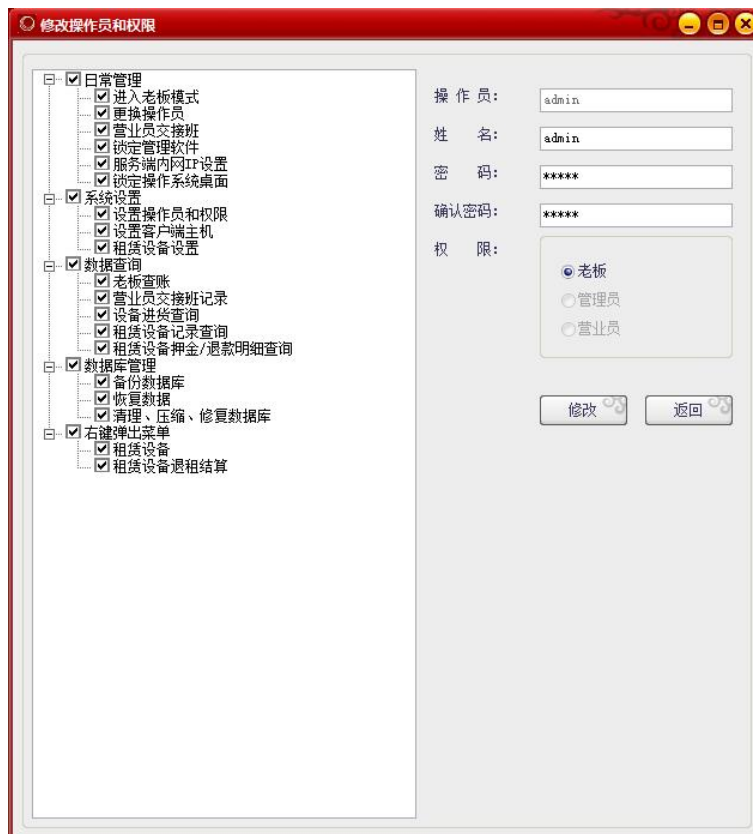 修改操作员和权限
日常管理
进入老板模式
更换操作员
营业员交接班
锁定管理软件
服务端内网IP设置
锁定操作系统桌面
系统设置
设置操作员和权限
设置客户端主机
租赁设备设置
数据查询
老板查账
营业员交接班记录
设备进货查询
租赁设备记录查询
租赁设备押金/退款明细查询
数据库管理
备份数据库
恢复数据
清理、压缩、修复数据库
右键弹出菜单
租赁设备
租赁设备退租结算
操 作 员： admin
姓 名： admin
密 码： *****
确认密码： *****
权 限：
老板
管理员
营业员
修改 返回